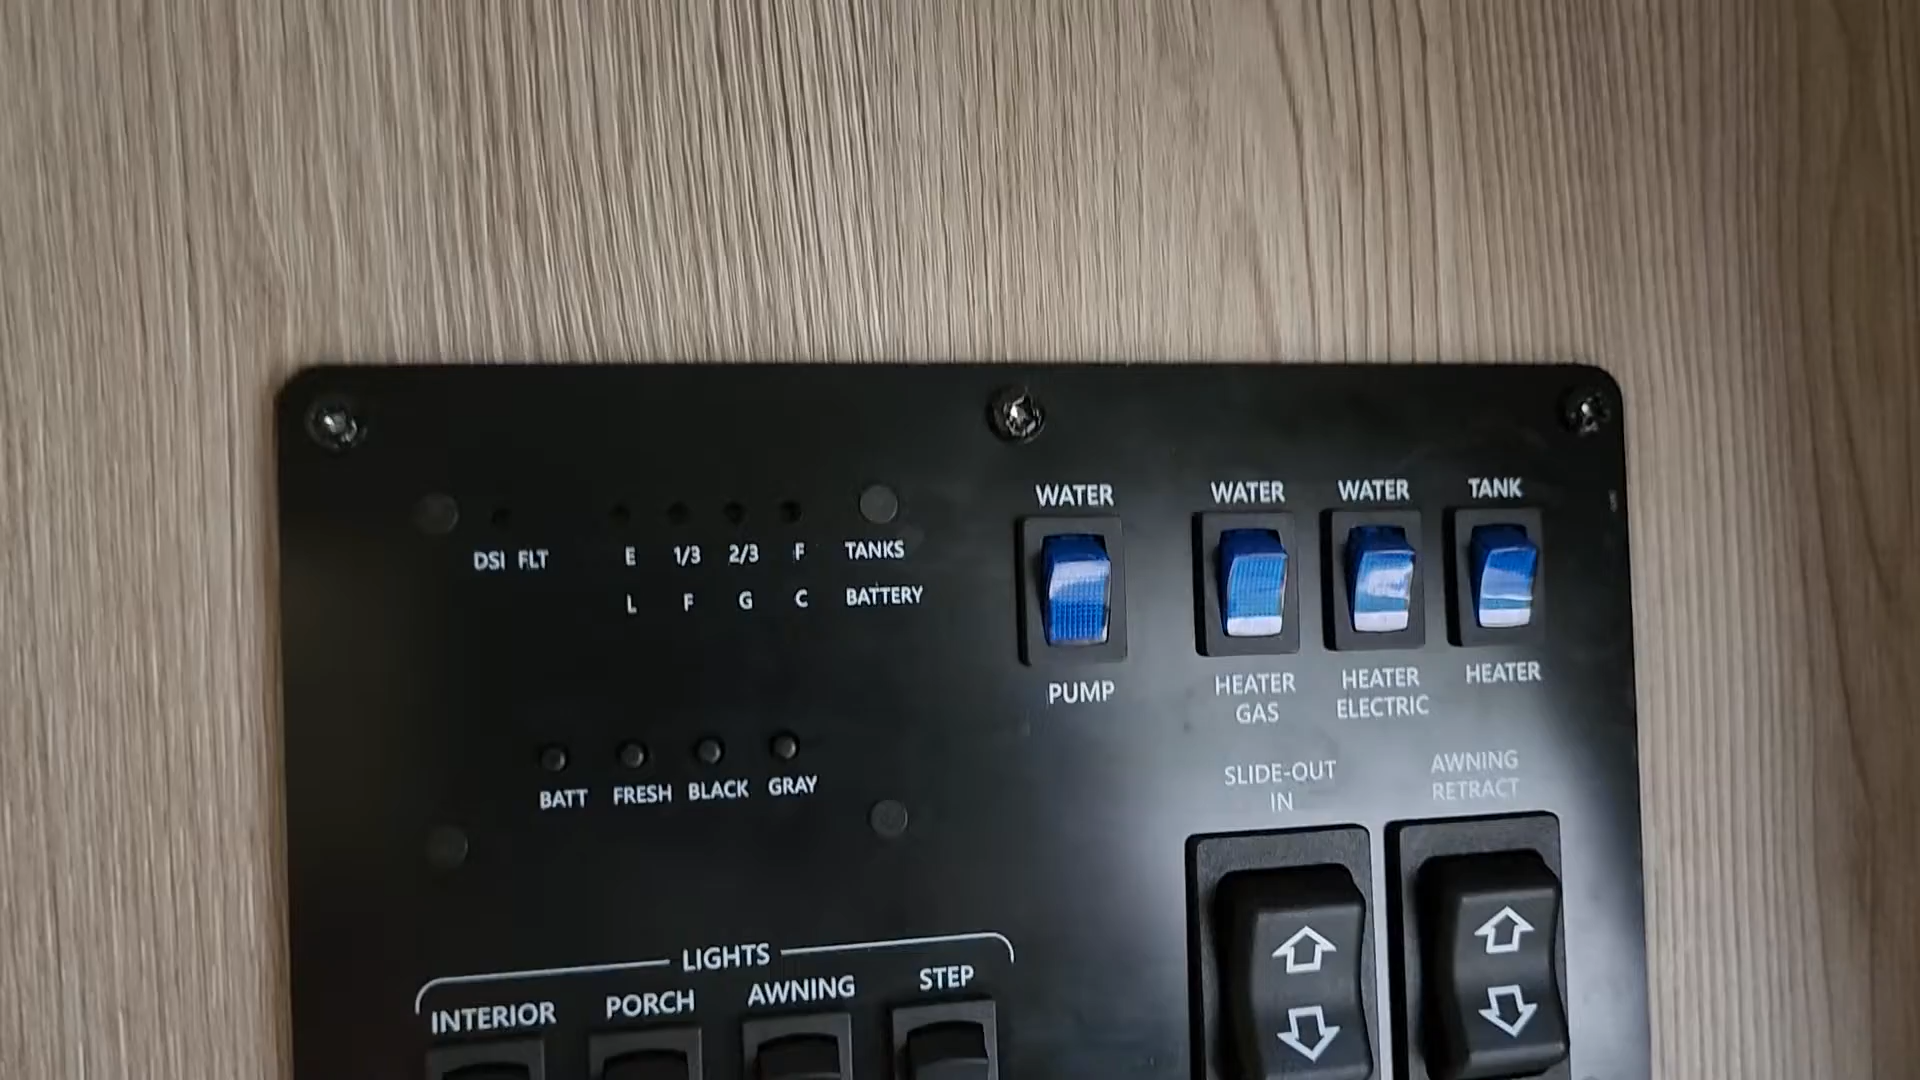 DSI FLT
E 1/3 2/3 F TANKS
L F G C BATTERY
BATT FRESH BLACK GRAY
WATER
PUMP
WATER
HEATER
GAS
WATER
HEATER
ELECTRIC
TANK
HEATER
SLIDE-OUT
IN
AWNING
RETRACT
LIGHTS
INTERIOR PORCH AWNING STEP